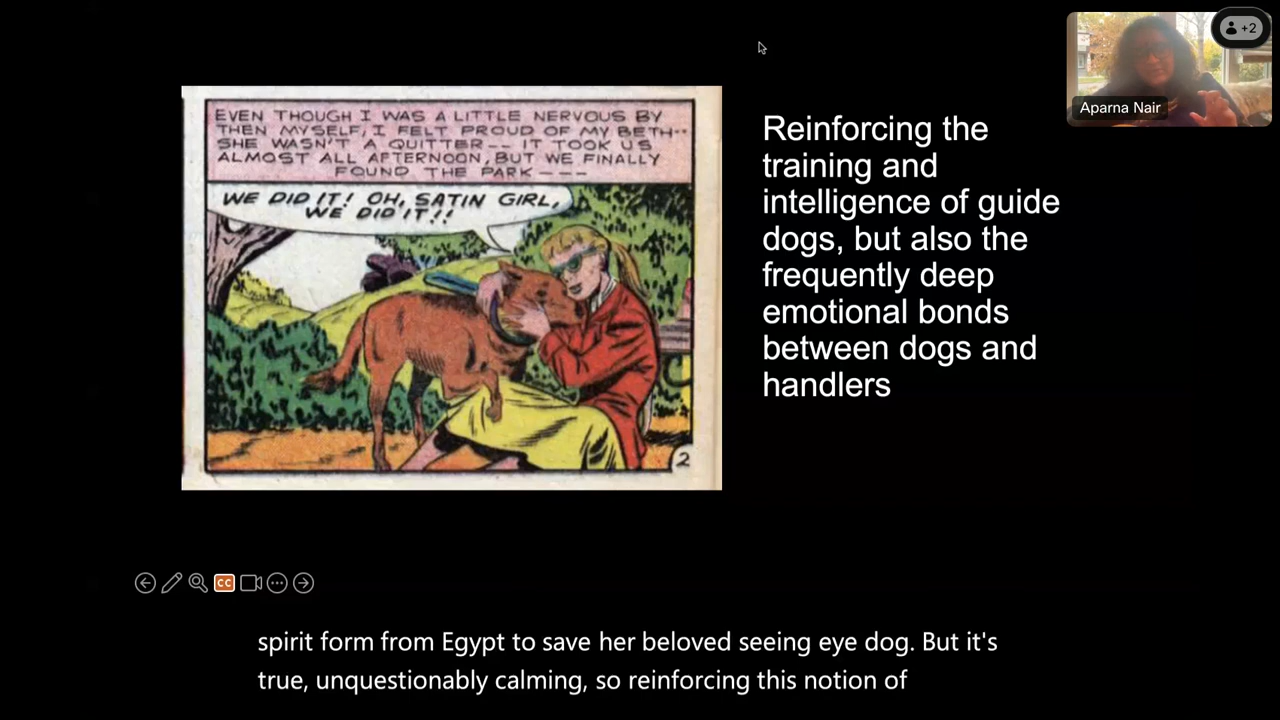 EVEN THOUGH I WAS A LITTLE NERVOUS BY
THEN MYSELF, I FELT PROUD OF MY BETH--
SHE WASN'T A QUITTER-- IT TOOK US
ALMOST ALL AFTERNOON, BUT WE FINALLY
FOUND THE PARK ---
WE DID IT! OH, SATIN GIRL,
WE DID IT!!
2
Reinforcing the
training and
intelligence of guide
dogs, but also the
frequently deep
emotional bonds
between dogs and
handlers
+2
Aparna Nair
CC
spirit form from Egypt to save her beloved seeing eye dog. But it's
true, unquestionably calming, so reinforcing this notion of